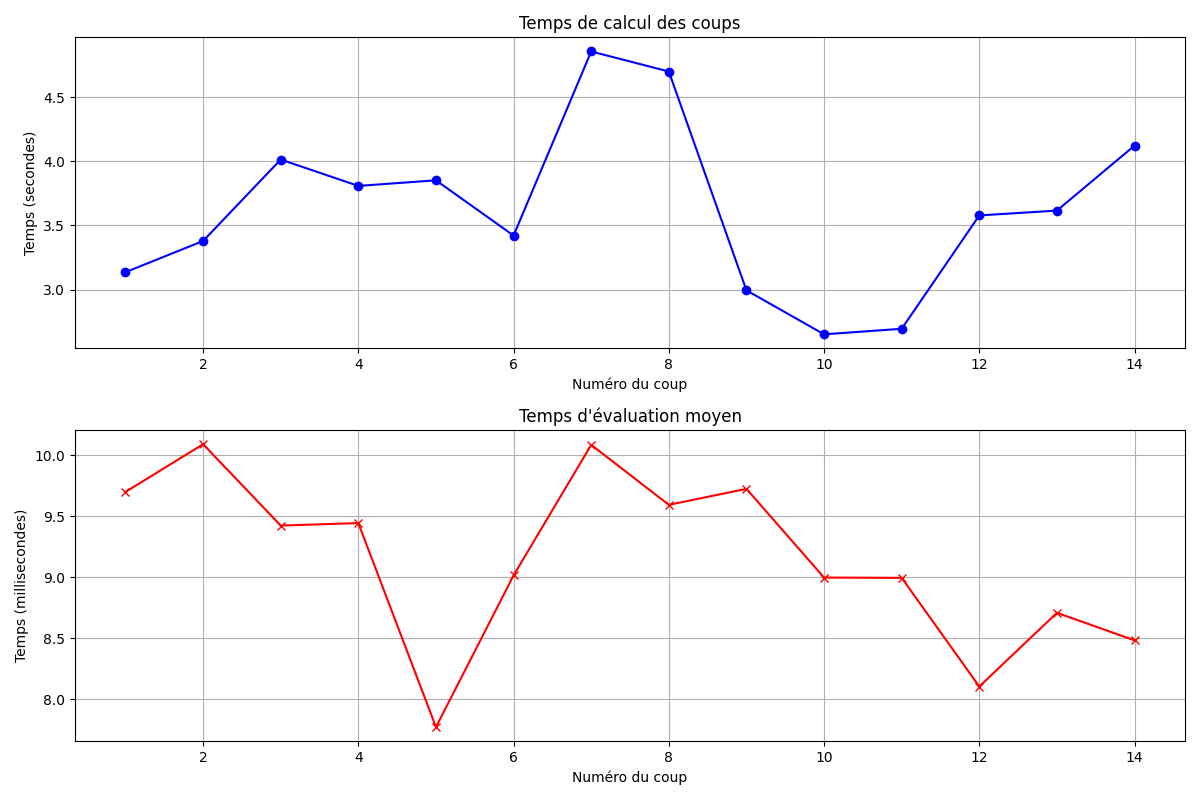 Temps de calcul des coups
4.5
4.0
3.5
3.0
Temps (secondes)
2 4 6 8 10 12 14
Numéro du coup
Temps d'évaluation moyen
10.0
9.5
9.0
8.5
8.0
Temps (millisecondes)
2 4 6 8 10 12 14
Numéro du coup